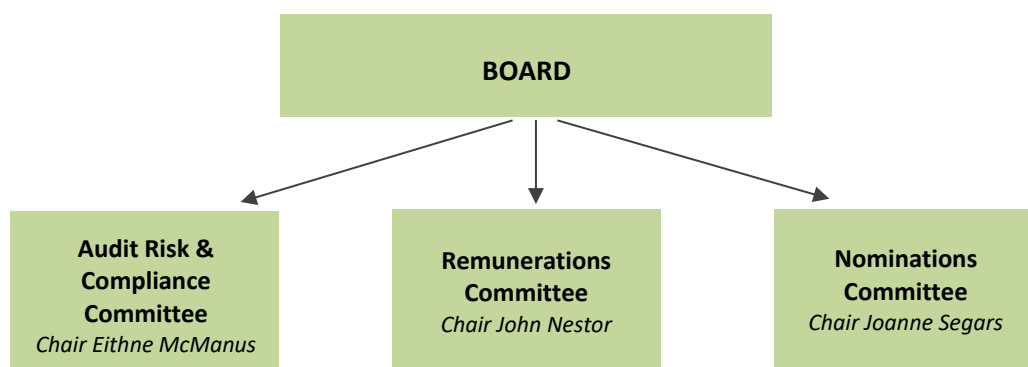 BOARD
Audit Risk &
Compliance
Committee
Chair Eithne McManus
Remunerations
Committee
Chair John Nestor
Nominations
Committee
Chair Joanne Segars